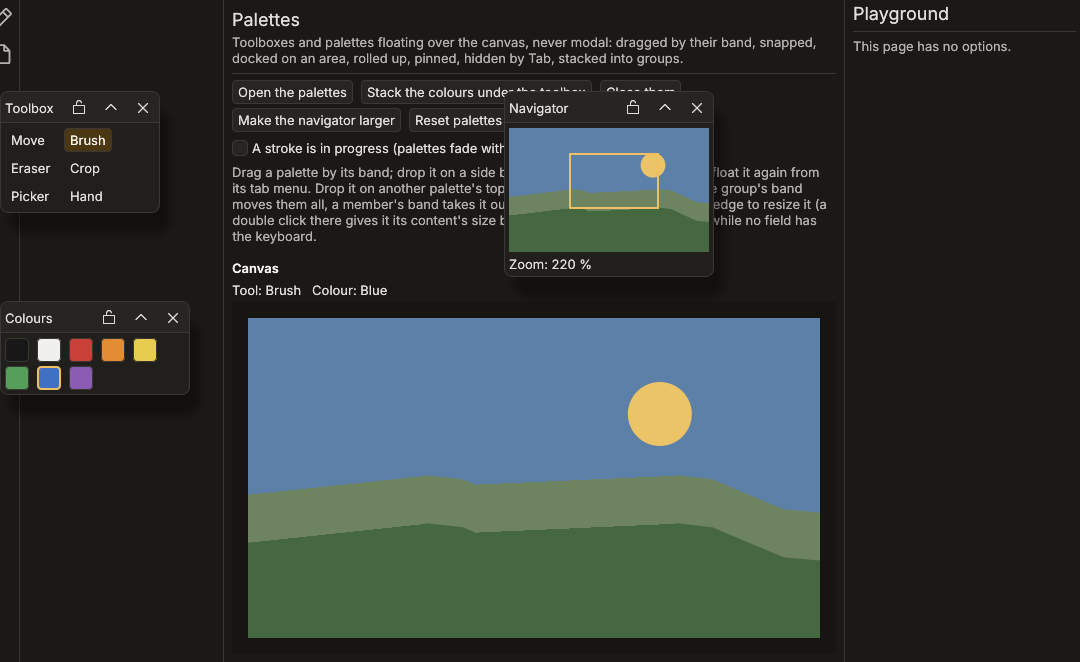 Palettes
Toolboxes and palettes floating over the canvas, never modal: dragged by their band, snapped,
docked on an area, rolled up, pinned, hidden by Tab, stacked into groups.
Open the palettes
Stack the colours under the toolbox
Close them
Make the navigator larger
Reset palettes
A stroke is in progress (palettes fade
Drag a palette by its band; drop it on a side
float it again from
its tab menu. Drop it on another palette's top
group's band
moves them all, a member's band takes it
edge to resize it (a
double click there gives it its content's size
while no field has
the keyboard.
Canvas
Tool: Brush Colour: Blue
Toolbox
Move Brush
Eraser Crop
Picker Hand
Colours
Navigator
Zoom: 220 %
Playground
This page has no options.